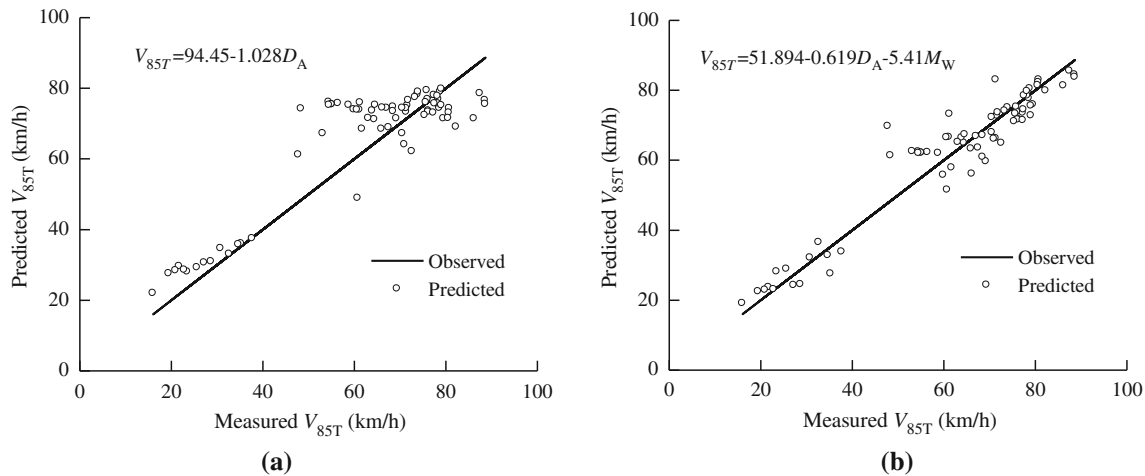 V85T=94.45-1.028DA
Predicted V85T (km/h)
100
80
60
40
20
0
Observed
Predicted
0 20 40 60 80 100
Measured V85T (km/h)
(a)
V85T=51.894-0.619DA-5.41MW
Predicted V85T (km/h)
100
80
60
40
20
0
Observed
Predicted
0 20 40 60 80 100
Measured V85T (km/h)
(b)